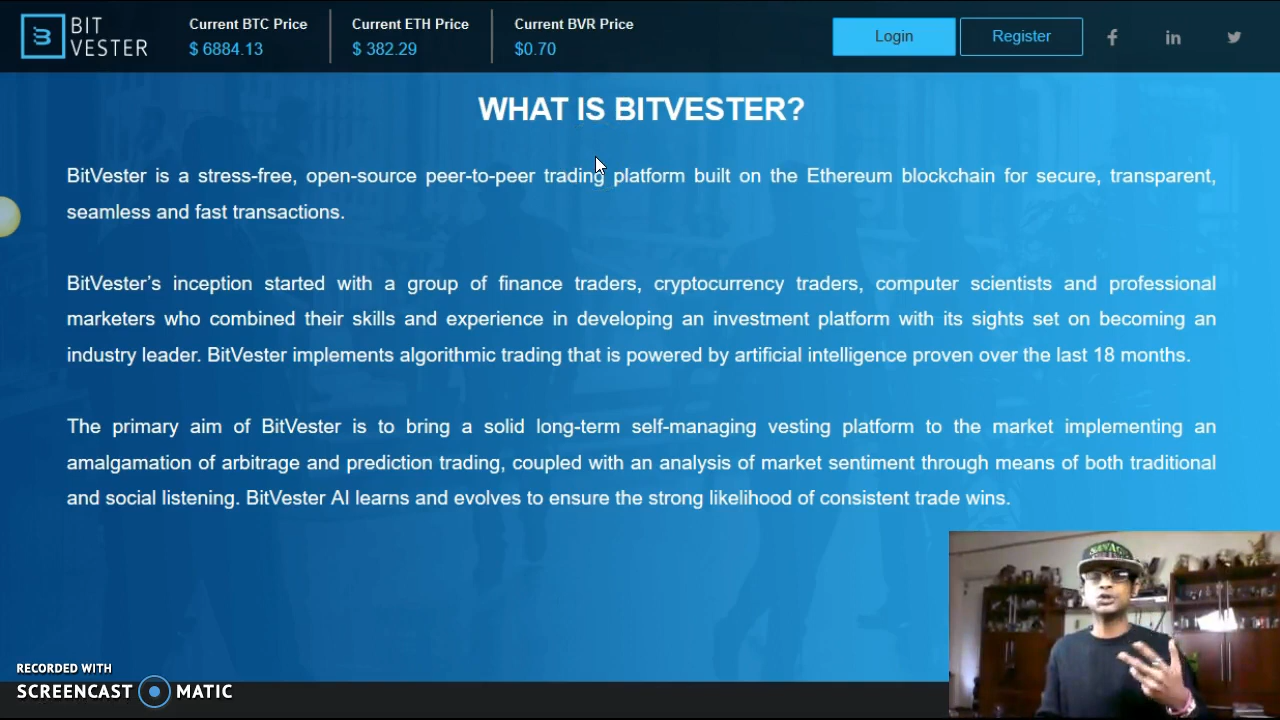 BIT
VESTER
Current BTC Price
$ 6884.13
Current ETH Price
$ 382.29
Current BVR Price
$0.70
Login
Register
WHAT IS BITVESTER?
BitVester is a stress-free, open-source peer-to-peer trading platform built on the Ethereum blockchain for secure, transparent,
seamless and fast transactions.
BitVester’s inception started with a group of finance traders, cryptocurrency traders, computer scientists and professional
marketers who combined their skills and experience in developing an investment platform with its sights set on becoming an
industry leader. BitVester implements algorithmic trading that is powered by artificial intelligence proven over the last 18 months.
The primary aim of BitVester is to bring a solid long-term self-managing vesting platform to the market implementing an
amalgamation of arbitrage and prediction trading, coupled with an analysis of market sentiment through means of both traditional
and social listening. BitVester AI learns and evolves to ensure the strong likelihood of consistent trade wins.
RECORDED WITH
SCREENCAST MATIC